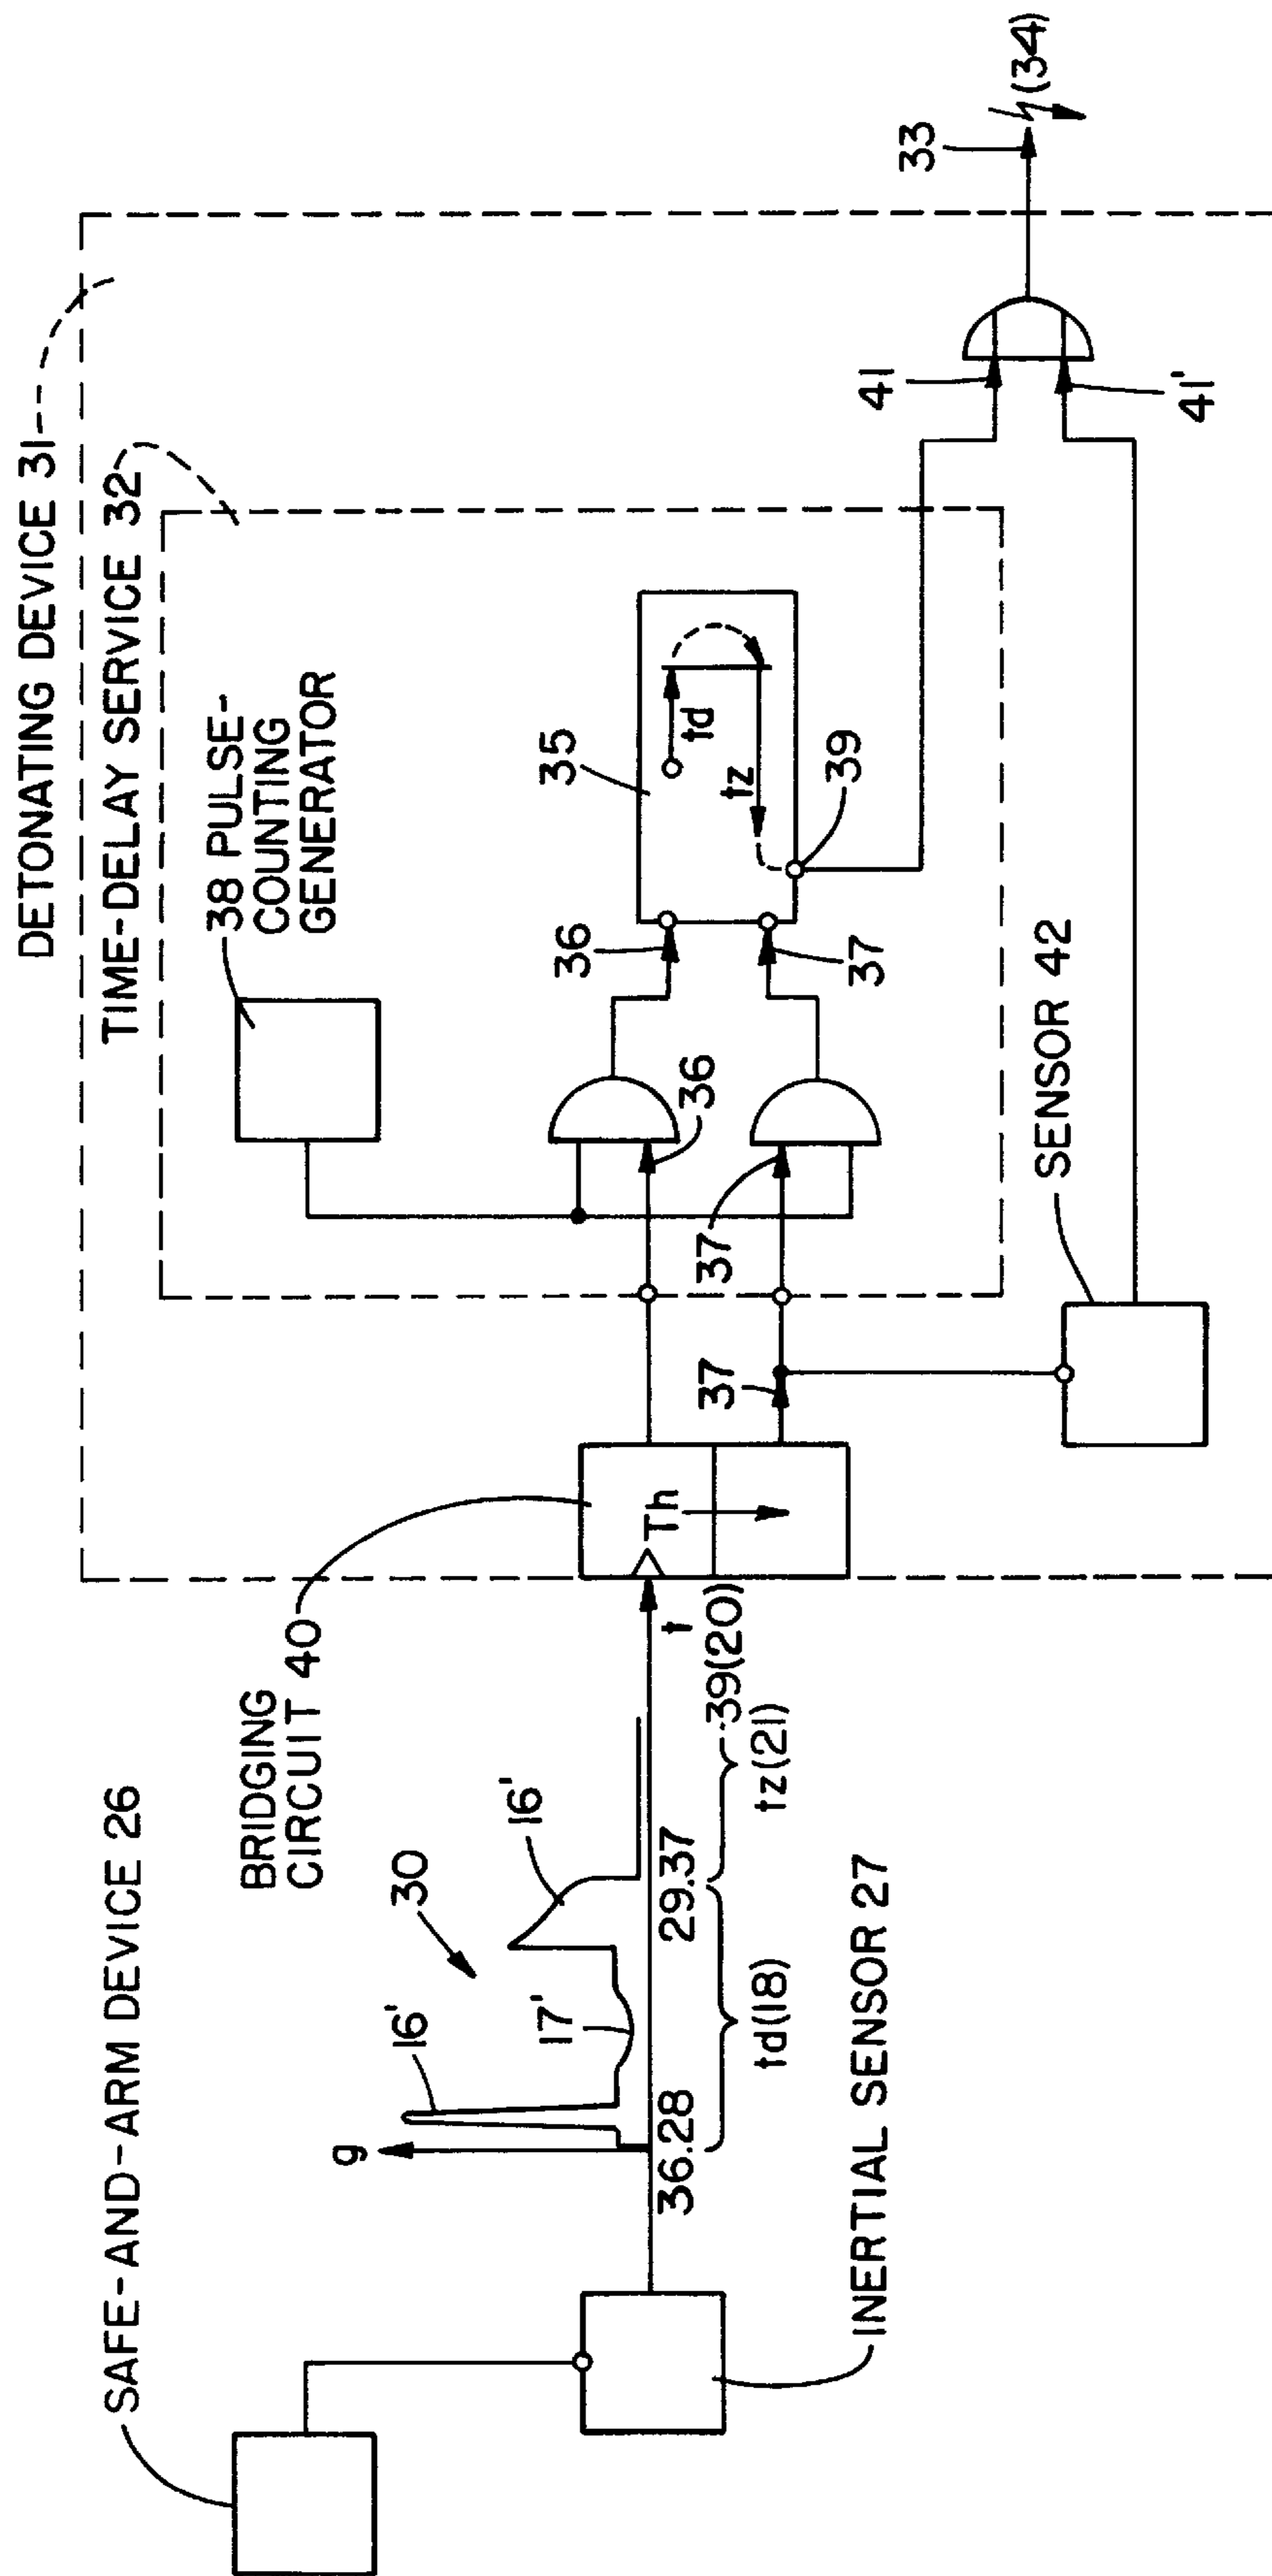 DETONATING DEVICE 31
TIME-DELAY SERVICE 32
38 PULSE-
COUNTING
GENERATOR
35
td
tz
39
36
37
36
37
37
SENSOR 42
41
41'
33
(34)
BRIDGING
CIRCUIT 40
Th
t
39(20)
tz(21)
SAFE-AND-ARM DEVICE 26
g
16'
17'
30
16'
36.28
29.37
td(18)
INERTIAL SENSOR 27